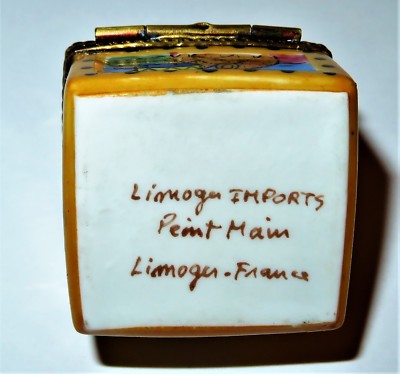 Limoges IMPORTS
Peint Main
Limoges-France